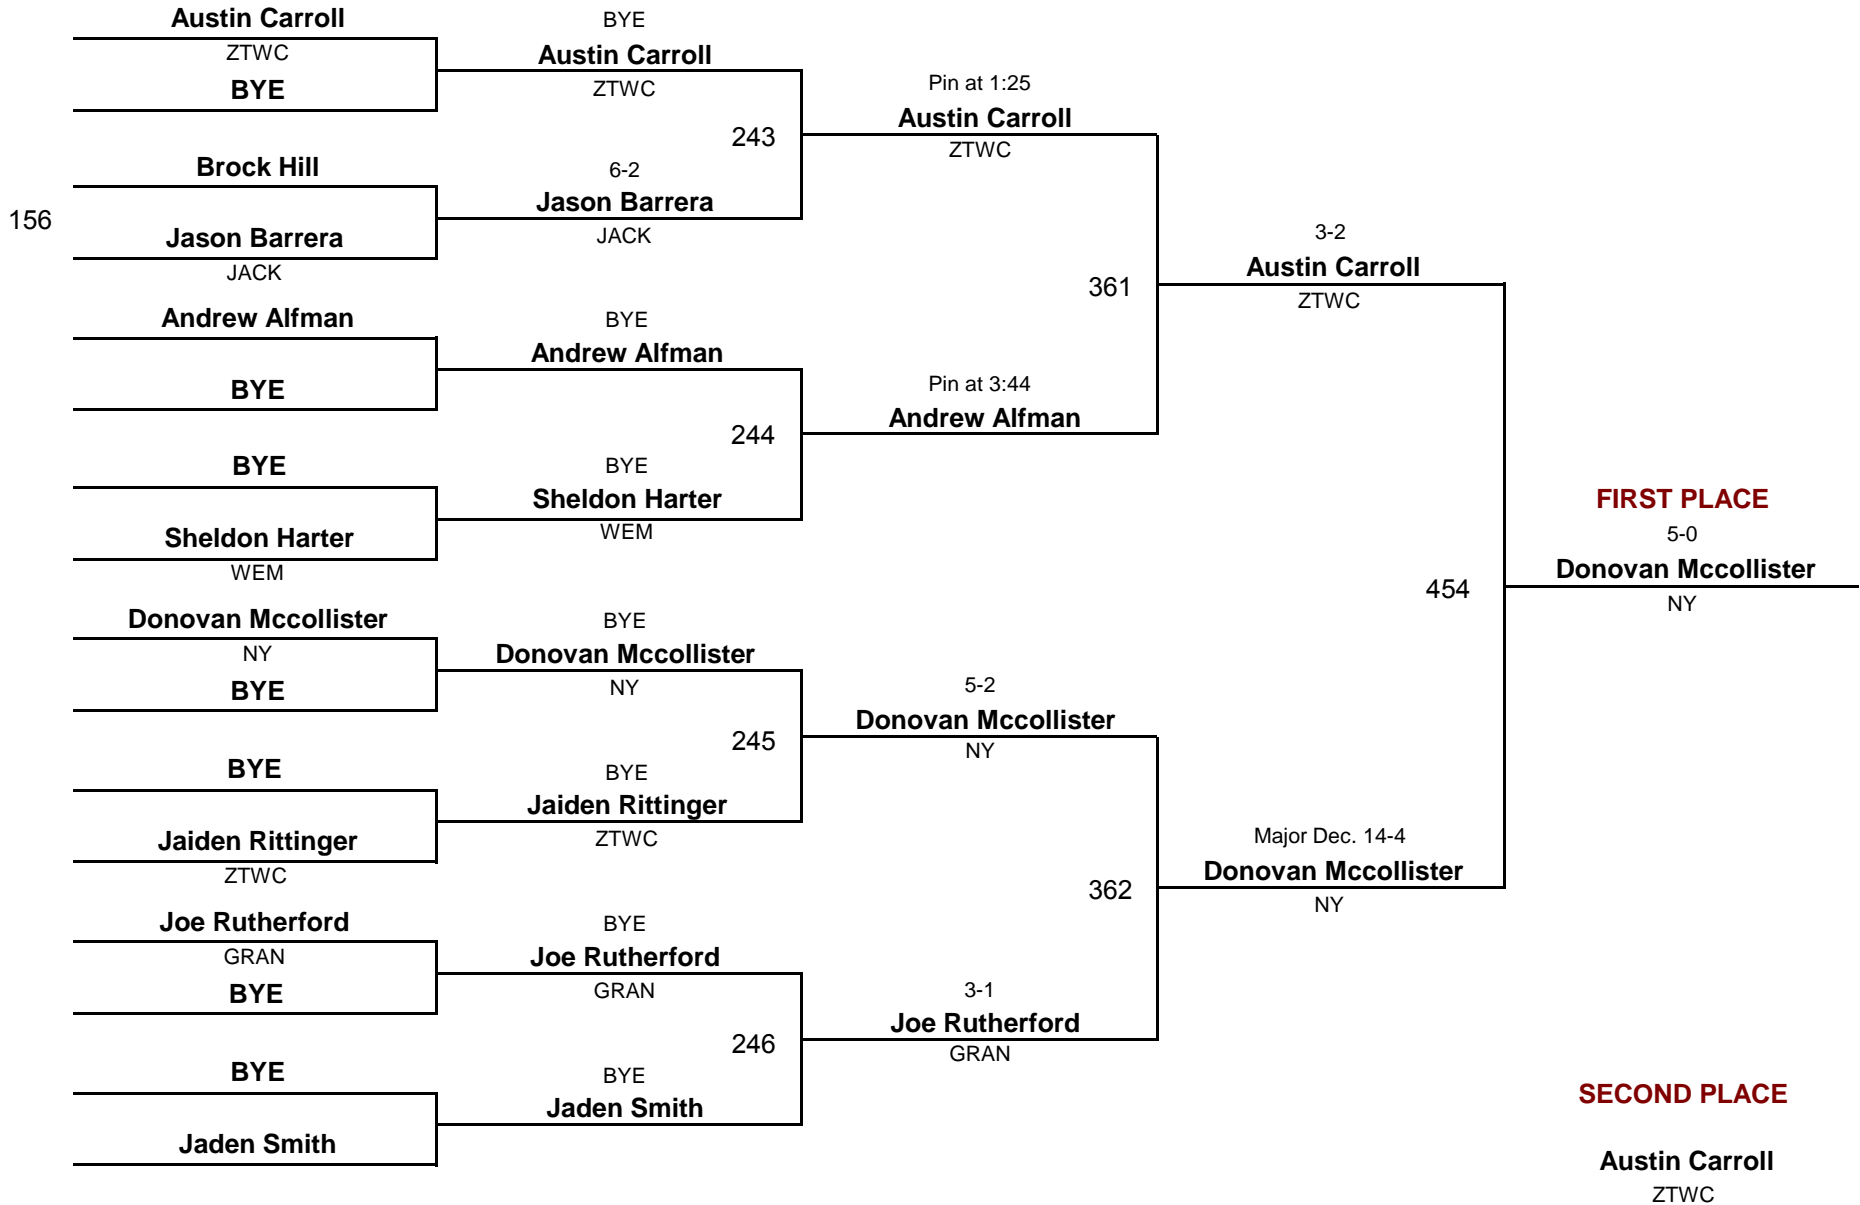 Austin Carroll
ZTWC
BYE
156
Brock Hill
Jason Barrera
JACK
Andrew Alfman
BYE
BYE
Sheldon Harter
WEM
Donovan Mccollister
NY
BYE
BYE
Jaiden Rittinger
ZTWC
Joe Rutherford
GRAN
BYE
BYE
Jaden Smith
BYE
Austin Carroll
ZTWC
243
6-2
Jason Barrera
JACK
BYE
Andrew Alfman
244
BYE
Sheldon Harter
WEM
BYE
Donovan Mccollister
NY
245
BYE
Jaiden Rittinger
ZTWC
BYE
Joe Rutherford
GRAN
246
BYE
Jaden Smith
Pin at 1:25
Austin Carroll
ZTWC
361
Pin at 3:44
Andrew Alfman
5-2
Donovan Mccollister
NY
362
3-1
Joe Rutherford
GRAN
3-2
Austin Carroll
ZTWC
454
Major Dec. 14-4
Donovan Mccollister
NY
FIRST PLACE
5-0
Donovan Mccollister
NY
SECOND PLACE
Austin Carroll
ZTWC